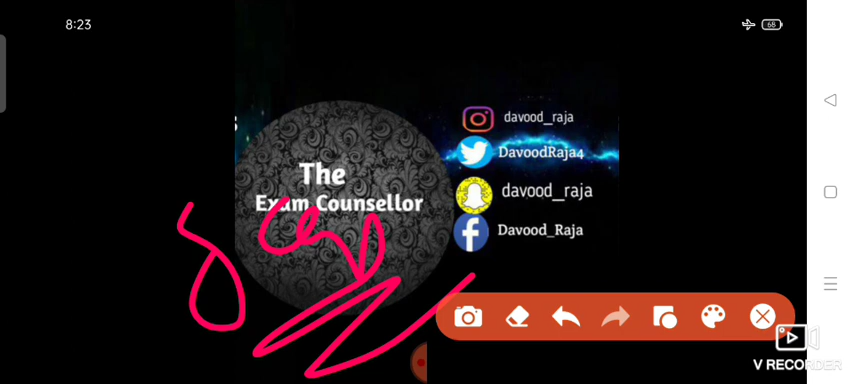 8:23
68
The
Exam Counsellor
davood_raja
DavoodRaja4
davood_raja
Davood_Raja
V RECORDER